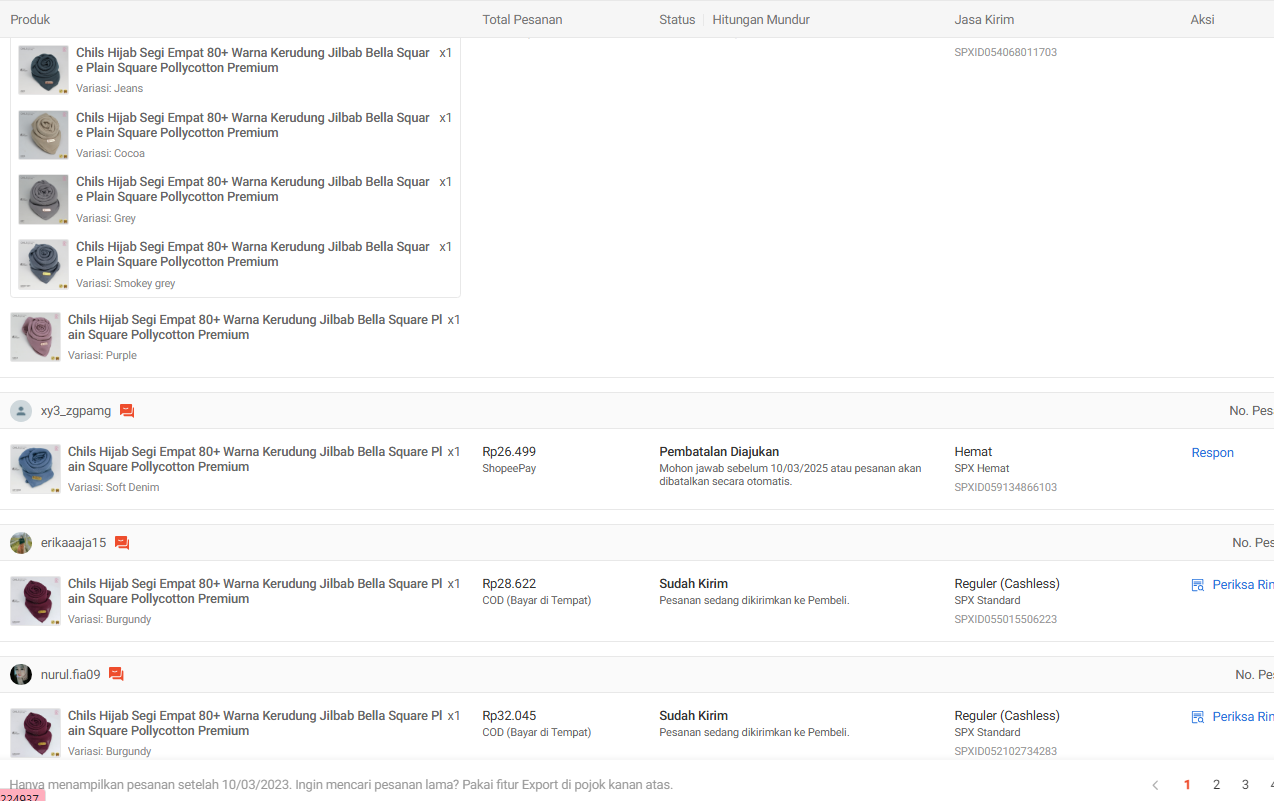 Produk Total Pesanan Status Hitungan Mundur Jasa Kirim Aksi
Chils Hijab Segi Empat 80+ Warna Kerudung Jilbab Bella Squar x1 SPXID054068011703
e Plain Square Pollycotton Premium
Variasi: Jeans
Chils Hijab Segi Empat 80+ Warna Kerudung Jilbab Bella Squar x1
e Plain Square Pollycotton Premium
Variasi: Cocoa
Chils Hijab Segi Empat 80+ Warna Kerudung Jilbab Bella Squar x1
e Plain Square Pollycotton Premium
Variasi: Grey
Chils Hijab Segi Empat 80+ Warna Kerudung Jilbab Bella Squar x1
e Plain Square Pollycotton Premium
Variasi: Smokey grey
Chils Hijab Segi Empat 80+ Warna Kerudung Jilbab Bella Square Pl x1
ain Square Pollycotton Premium
Variasi: Purple
xy3_zgpamg No. Pes
Chils Hijab Segi Empat 80+ Warna Kerudung Jilbab Bella Square Pl x1 Rp26.499 Pembatalan Diajukan Hemat Respon
ain Square Pollycotton Premium ShopeePay Mohon jawab sebelum 10/03/2025 atau pesanan akan SPX Hemat
dibatalkan secara otomatis.
Variasi: Soft Denim SPXID059134866103
erikaaaja15 No. Pes
Chils Hijab Segi Empat 80+ Warna Kerudung Jilbab Bella Square Pl x1 Rp28.622 Sudah Kirim Reguler (Cashless) Periksa Rin
ain Square Pollycotton Premium COD (Bayar di Tempat) Pesanan sedang dikirimkan ke Pembeli. SPX Standard
Variasi: Burgundy SPXID055015506223
nurul.fia09 No. Pes
Chils Hijab Segi Empat 80+ Warna Kerudung Jilbab Bella Square Pl x1 Rp32.045 Sudah Kirim Reguler (Cashless) Periksa Rin
ain Square Pollycotton Premium COD (Bayar di Tempat) Pesanan sedang dikirimkan ke Pembeli. SPX Standard
Variasi: Burgundy SPXID052102734283
Hanya menampilkan pesanan setelah 10/03/2023. Ingin mencari pesanan lama? Pakai fitur Export di pojok kanan atas. 1 2 3
224937